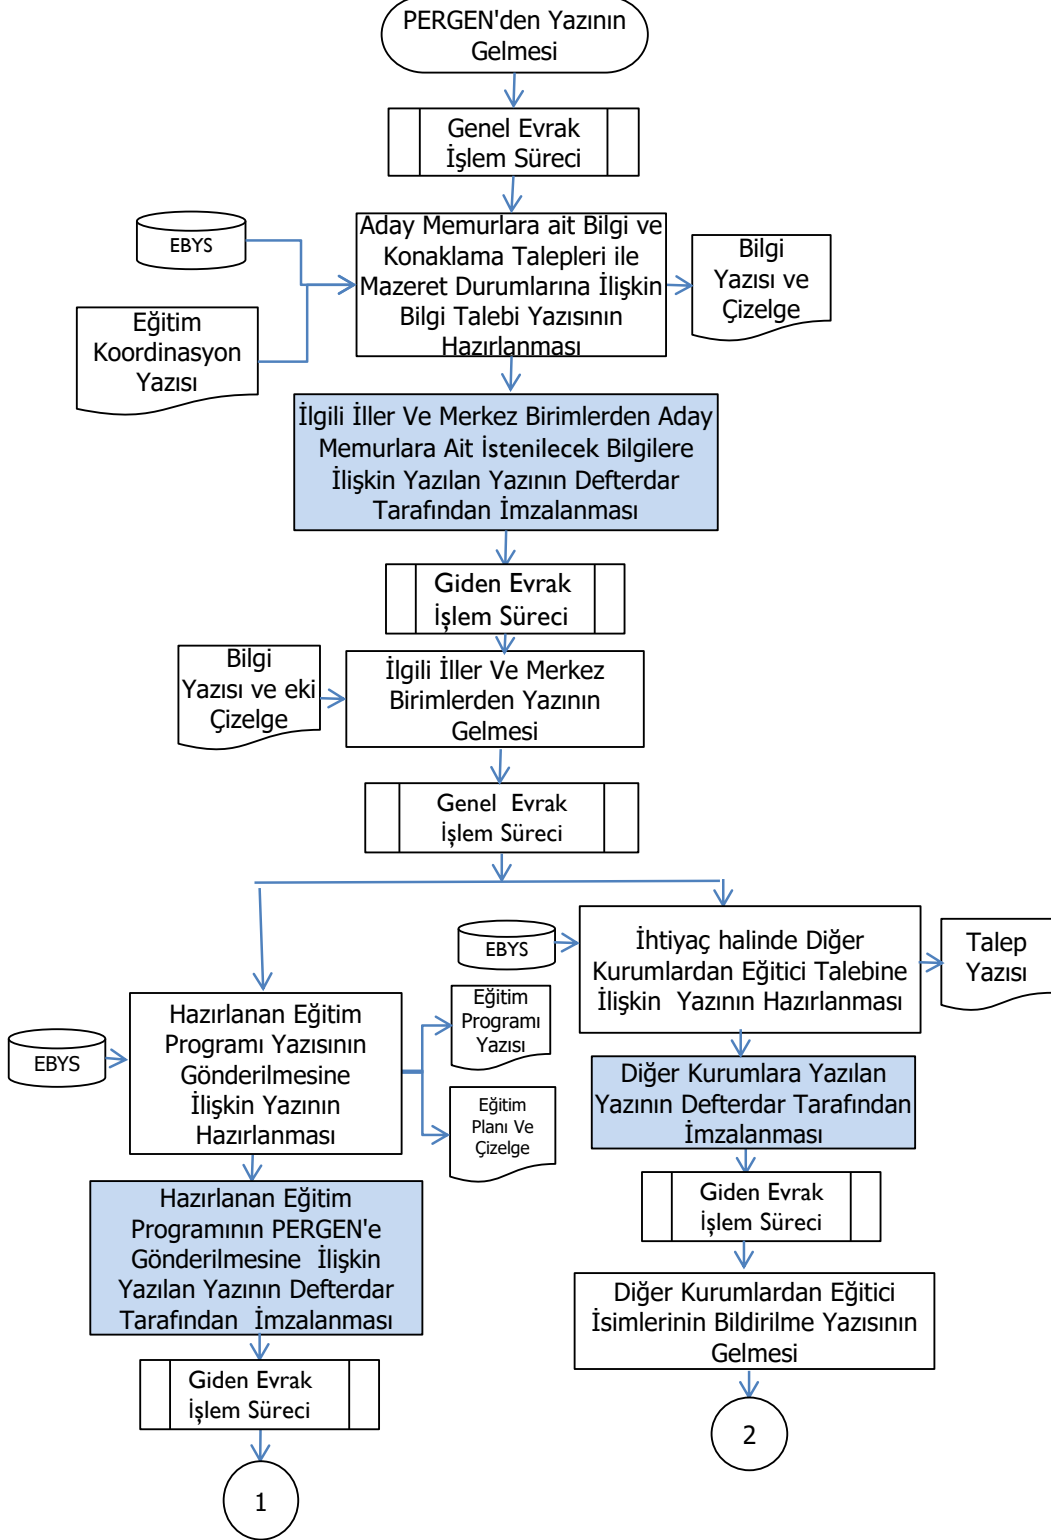 PERGEN'den Yazının
Gelmesi
Genel Evrak
İşlem Süreci
EBYS
Eğitim
Koordinasyon
Yazısı
Aday Memurlara ait Bilgi ve
Konaklama Talepleri ile
Mazeret Durumlarına İlişkin
Bilgi Talebi Yazısının
Hazırlanması
Bilgi
Yazısı ve
Çizelge
İlgili İller Ve Merkez Birimlerden Aday
Memurlara Ait İstenilecek Bilgilere
İlişkin Yazılan Yazının Defterdar
Tarafından İmzalanması
Giden Evrak
İşlem Süreci
Bilgi
Yazısı ve eki
Çizelge
İlgili İller Ve Merkez
Birimlerden Yazının
Gelmesi
Genel Evrak
İşlem Süreci
EBYS
Hazırlanan Eğitim
Programı Yazısının
Gönderilmesine
İlişkin Yazının
Hazırlanması
Eğitim
Programı
Yazısı
Eğitim
Planı Ve
Çizelge
Hazırlanan Eğitim
Programının PERGEN'e
Gönderilmesine İlişkin
Yazılan Yazının Defterdar
Tarafından İmzalanması
Giden Evrak
İşlem Süreci
1
EBYS
İhtiyaç halinde Diğer
Kurumlardan Eğitici Talebine
İlişkin Yazının Hazırlanması
Talep
Yazısı
Diğer Kurumlara Yazılan
Yazının Defterdar Tarafından
İmzalanması
Giden Evrak
İşlem Süreci
Diğer Kurumlardan Eğitici
İsimlerinin Bildirilme Yazısının
Gelmesi
2